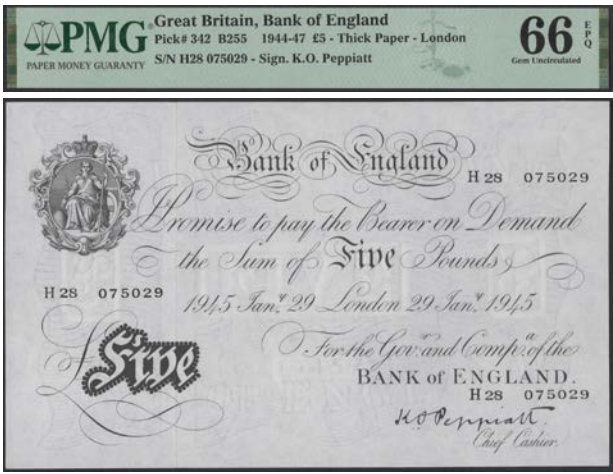 PMG
PAPER MONEY GUARANTY
Great Britain, Bank of England
Pick# 342 B255 1944-47 £5 - Thick Paper - London
S/N H28 075029 - Sign. K.O. Peppiatt
66 EPQ
Gem Uncirculated
Bank of England
H28 075029
I Promise to pay the Bearer on Demand
the Sum of Five Pounds
H28 075029
1945 Jan.y 29 London 29 Jan.y 1945
For the Gov.r and Comp.a of the
BANK of ENGLAND.
£ Five
H28 075029
K O Peppiatt
Chief Cashier.